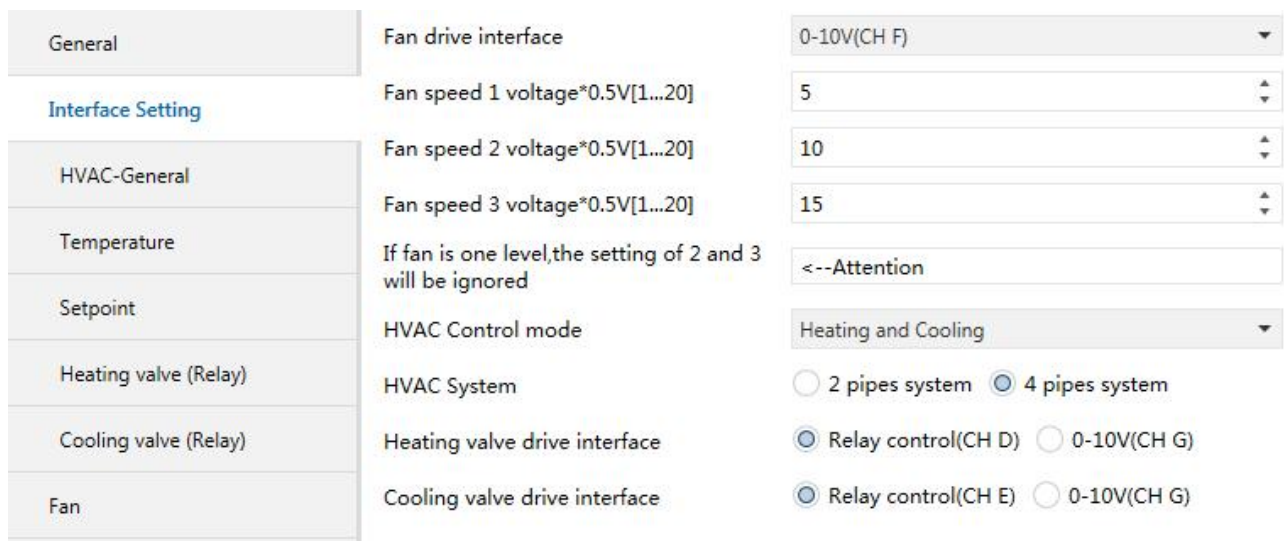 General
Interface Setting
HVAC-General
Temperature
Setpoint
Heating valve (Relay)
Cooling valve (Relay)
Fan
Fan drive interface
0-10V(CH F)
Fan speed 1 voltage*0.5V[1...20]
5
Fan speed 2 voltage*0.5V[1...20]
10
Fan speed 3 voltage*0.5V[1...20]
15
If fan is one level,the setting of 2 and 3
will be ignored
<--Attention
HVAC Control mode
Heating and Cooling
HVAC System
2 pipes system 4 pipes system
Heating valve drive interface
Relay control(CH D) 0-10V(CH G)
Cooling valve drive interface
Relay control(CH E) 0-10V(CH G)